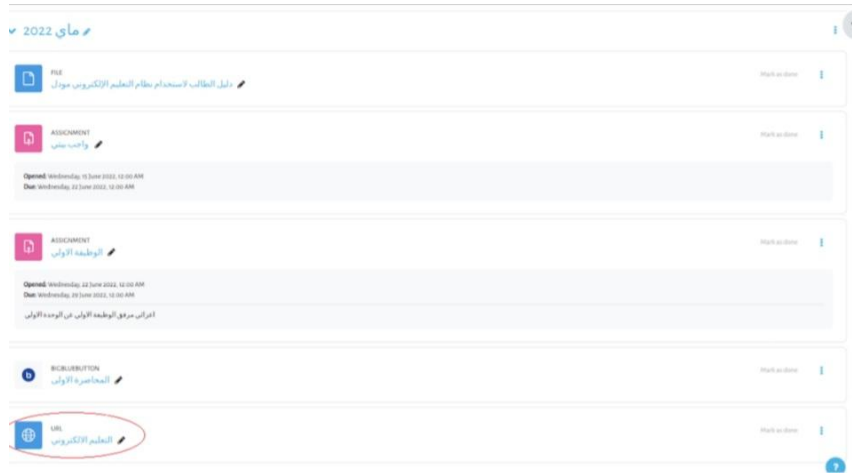 ماي 2022
FILE
دليل الطالب لاستخدام نظام التعليم الإلكتروني مودل
Mark as done
ASSIGNMENT
واجب بيتي
Mark as done
Opened: Wednesday, 15 June 2022, 12:00 AM
Due: Wednesday, 22 June 2022, 12:00 AM
ASSIGNMENT
الوظيفة الاولى
Mark as done
Opened: Wednesday, 22 June 2022, 12:00 AM
Due: Wednesday, 29 June 2022, 12:00 AM
اعزائي مرفق الوظيفة الاولى عن الوحدة الاولى
BIGBLUEBUTTON
المحاضرة الاولى
Mark as done
URL
التعليم الالكتروني
Mark as done
?